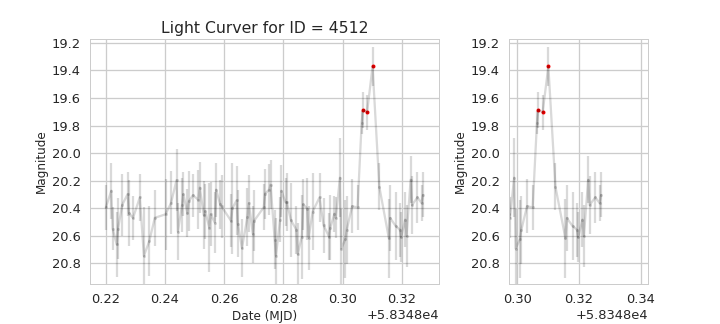 Light Curver for ID = 4512
Magnitude
19.2
19.4
19.6
19.8
20.0
20.2
20.4
20.6
20.8
0.22 0.24 0.26 0.28 0.30 0.32
Date (MJD)
+5.8348e4
Magnitude
19.2
19.4
19.6
19.8
20.0
20.2
20.4
20.6
20.8
0.30 0.32 0.34
+5.8348e4